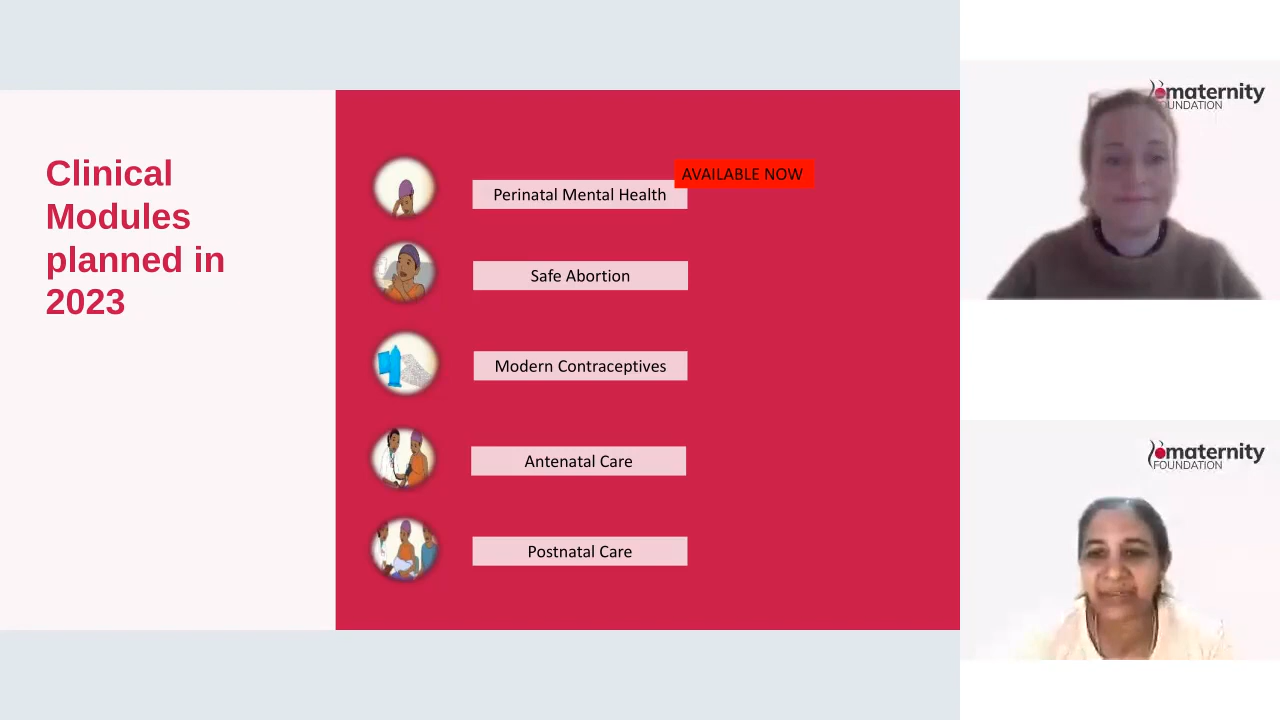 Clinical
Modules
planned in
2023
AVAILABLE NOW
Perinatal Mental Health
Safe Abortion
Modern Contraceptives
Antenatal Care
Postnatal Care
maternity
FOUNDATION
maternity
FOUNDATION